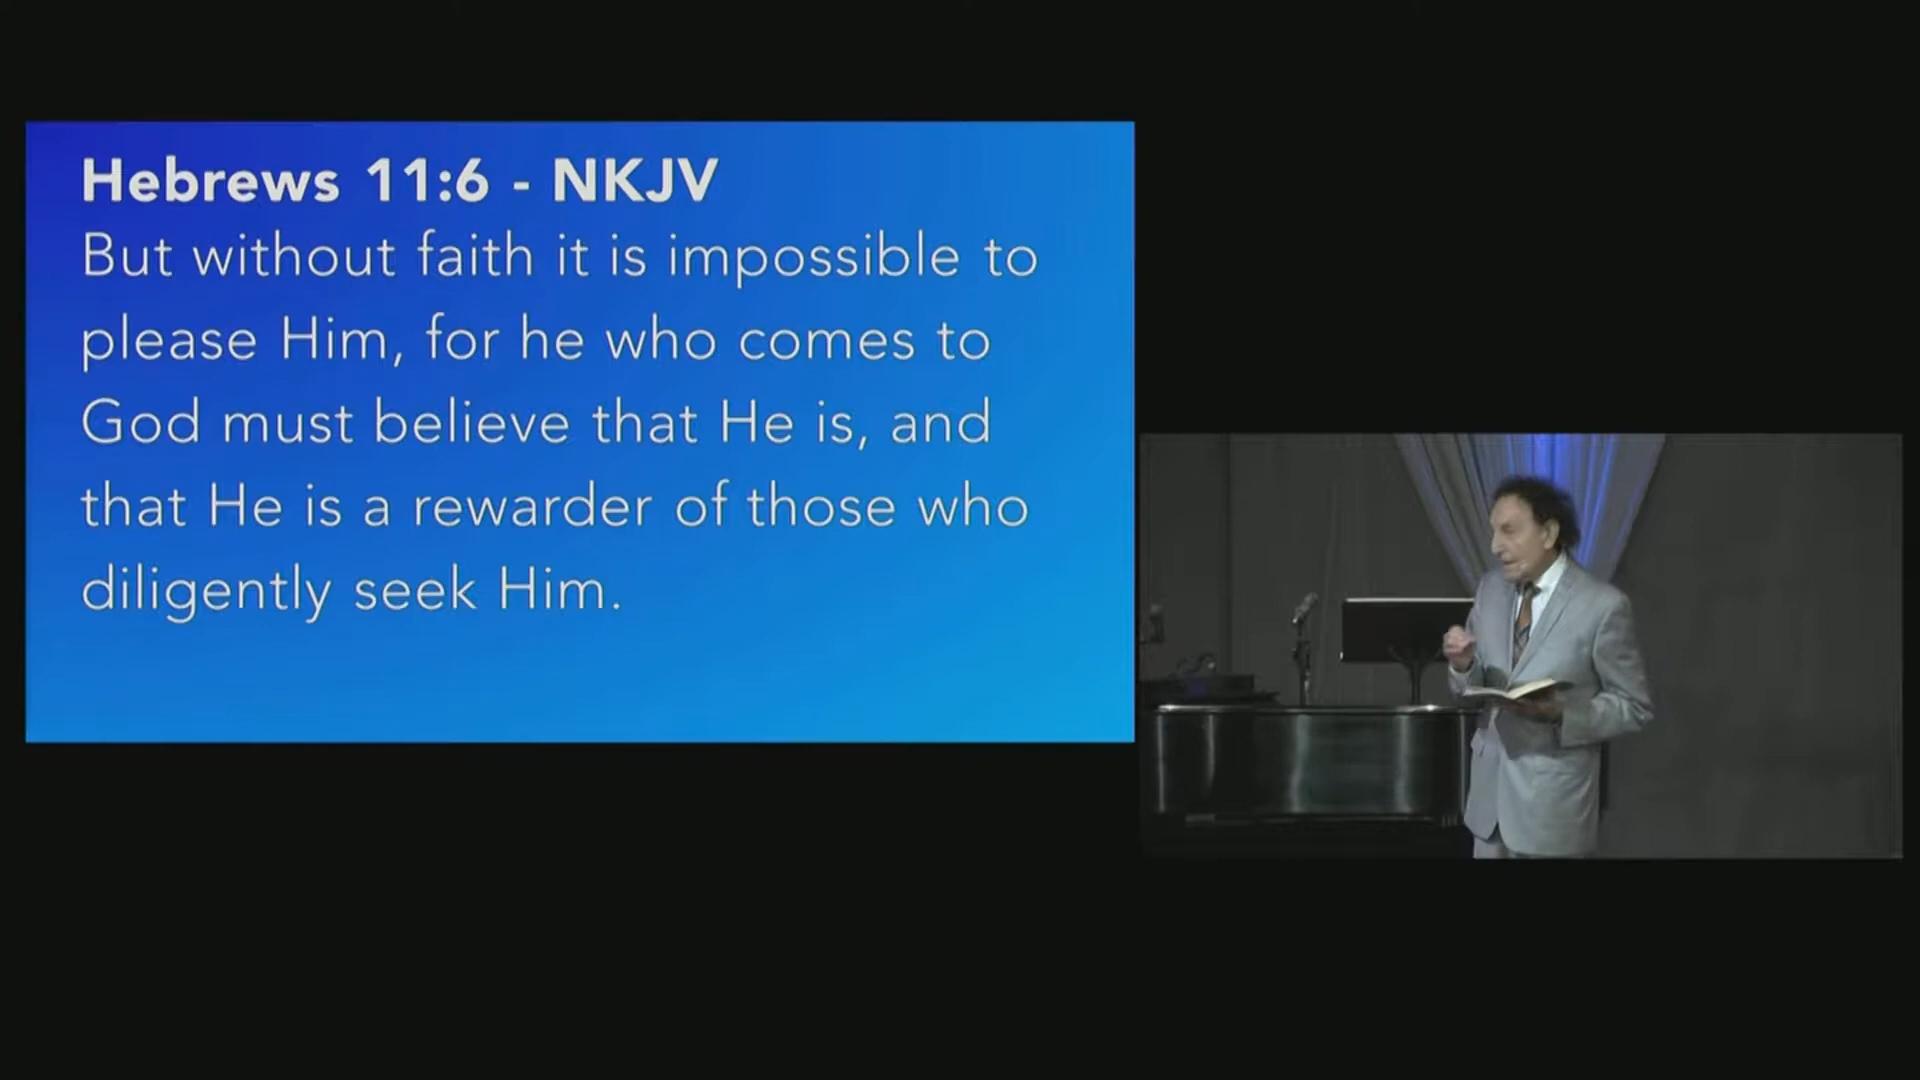 Hebrews 11:6 - NKJV
But without faith it is impossible to
please Him, for he who comes to
God must believe that He is, and
that He is a rewarder of those who
diligently seek Him.